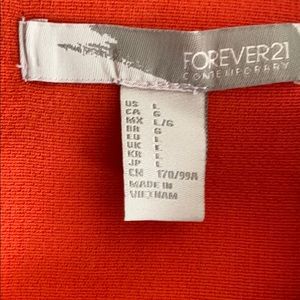 FOREVER21
CONTEMPORARY
US L
CA G
MX L/G
BR G
EU L
UK L
KR L
JP L
CN 170/99A
MADE IN
VIETNAM